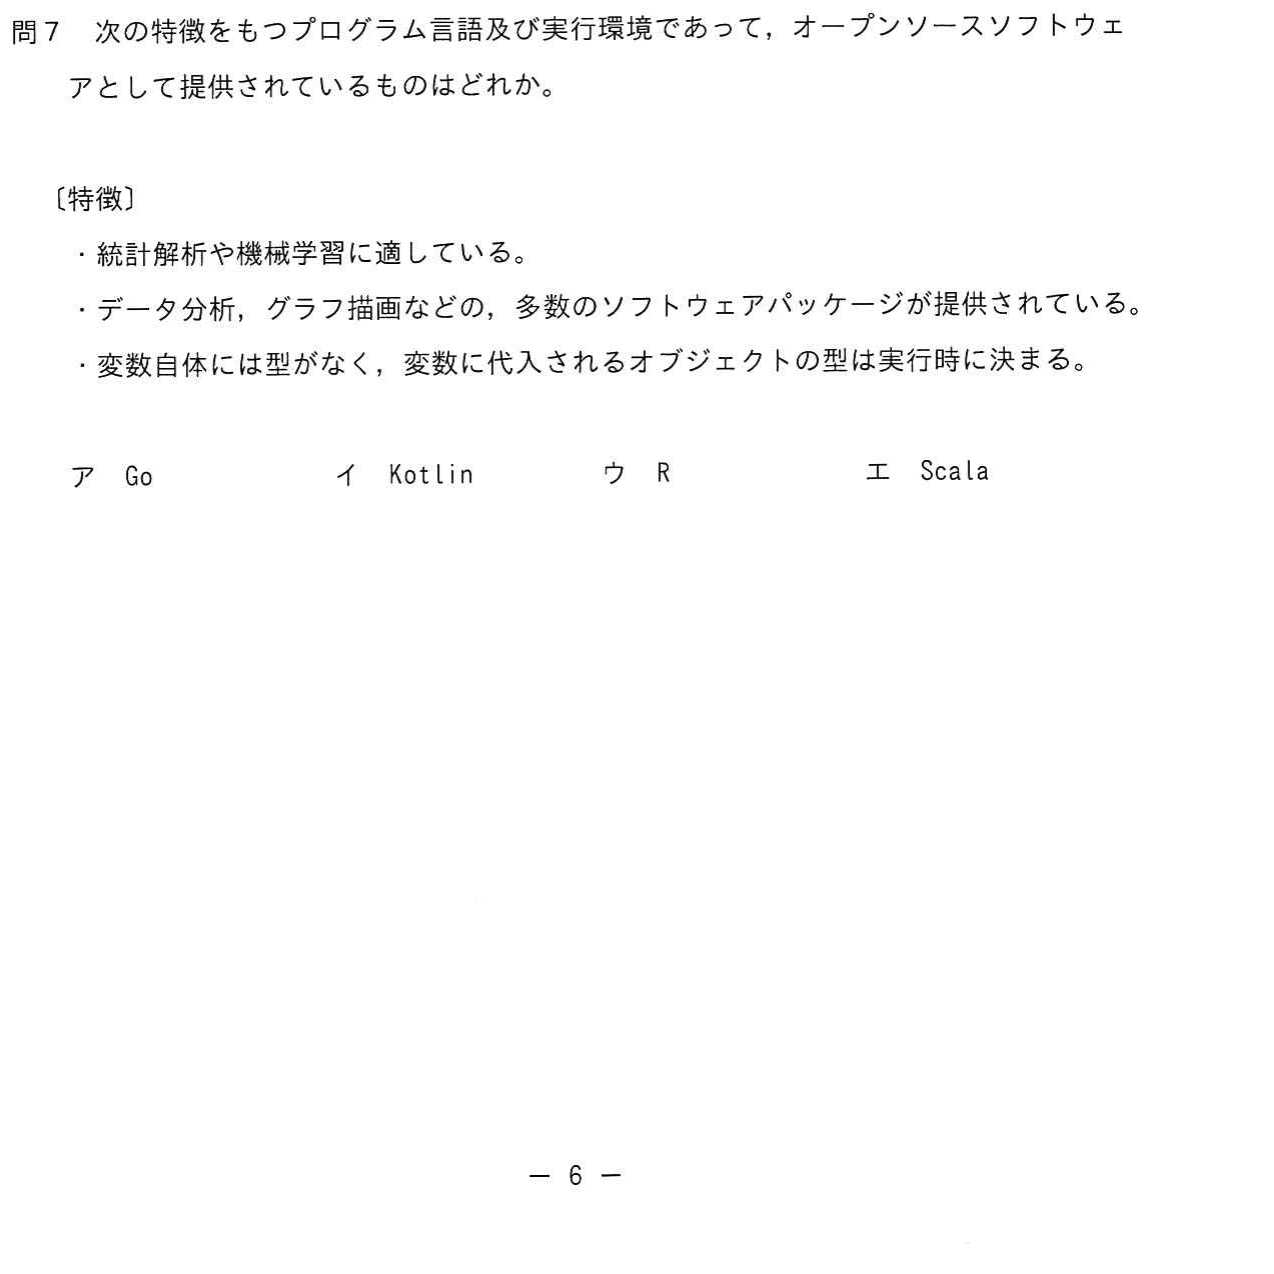 問７　次の特徴をもつプログラム言語及び実行環境であって，オープンソースソフトウェ
アとして提供されているものはどれか。
〔特徴〕
・統計解析や機械学習に適している。
・データ分析，グラフ描画などの，多数のソフトウェアパッケージが提供されている。
・変数自体には型がなく，変数に代入されるオブジェクトの型は実行時に決まる。
ア　Go　イ　Kotlin　ウ　R　エ　Scala
― 6 ―